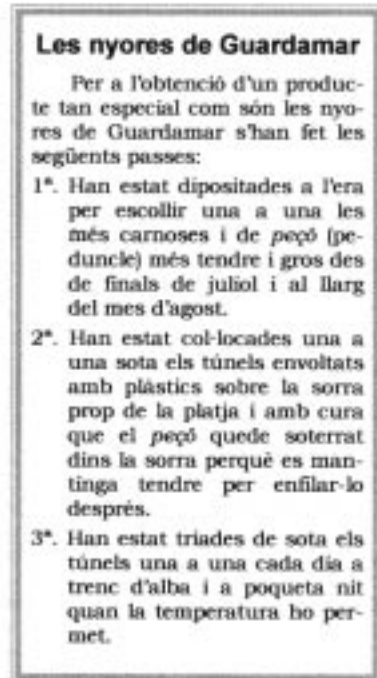 Les nyores de Guardamar
Per a l'obtenció d'un produc-
te tan especial com són les nyo-
res de Guardamar s'han fet les
següents passes:
1ª. Han estat dipositades a l'era
per escollir una a una les
més carnoses i de peçó (pe-
duncle) més tendre i gros des
de finals de juliol i al llarg
del mes d'agost.
2ª. Han estat col·locades una a
una sota els túnels envoltats
amb plàstics sobre la sorra
prop de la platja i amb cura
que el peçó quede soterrat
dins la sorra perquè es man-
tinga tendre per enfilar-lo
després.
3ª. Han estat triades de sota els
túnels una a una cada dia a
trenc d'alba i a poqueta nit
quan la temperatura ho per-
met.